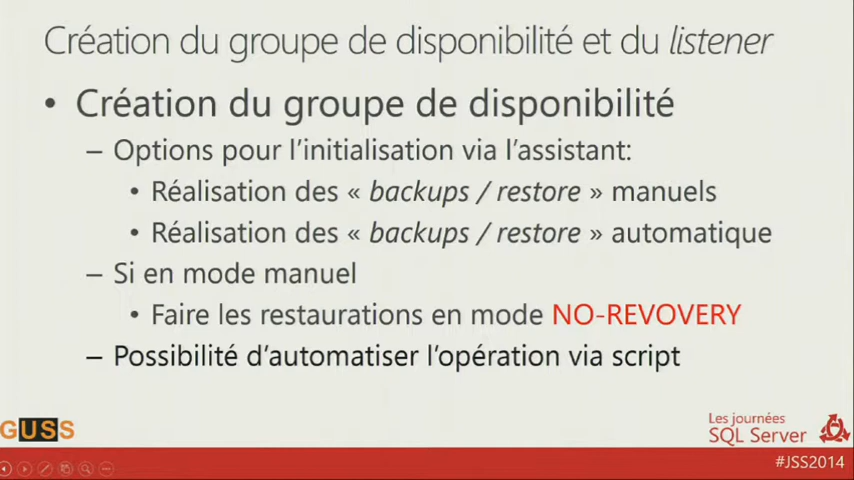 Création du groupe de disponibilité et du listener
• Création du groupe de disponibilité
– Options pour l'initialisation via l'assistant:
• Réalisation des « backups / restore » manuels
• Réalisation des « backups / restore » automatique
– Si en mode manuel
• Faire les restaurations en mode NO-REVOVERY
– Possibilité d'automatiser l'opération via script
GUSS
Les journées
SQL Server
#JSS2014